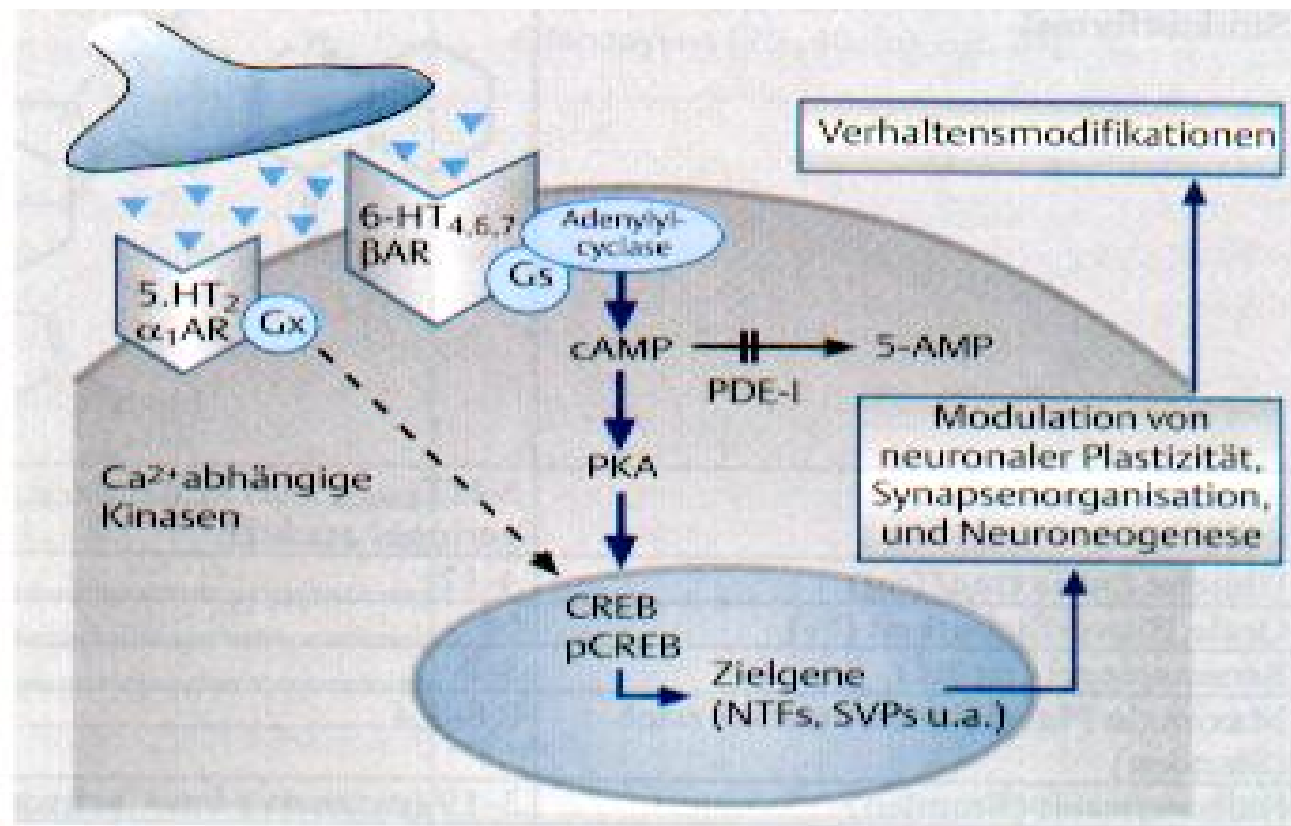 Verhaltensmodifikationen
6-HT4,6,7
βAR
Adenylyl-
cyclase
Gs
5.HT2
α1AR
Gx
cAMP
5-AMP
PDE-I
PKA
Ca2+abhängige
Kinasen
Modulation von
neuronaler Plastizität,
Synapsenorganisation,
und Neuroneogenese
CREB
pCREB
Zielgene
(NTFs, SVPs u.a.)